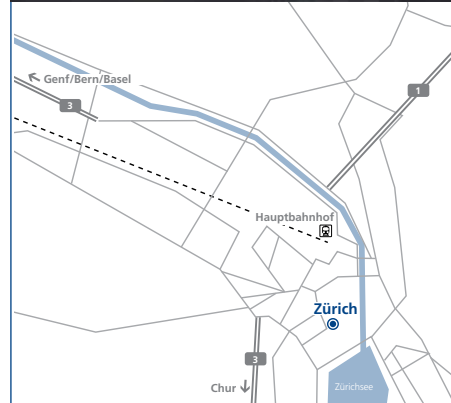 Genf/Bern/Basel
3
1
Hauptbahnhof
Zürich
3
Chur
Zürichsee